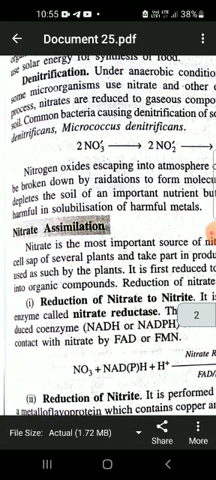 10:55
38%
Document 25.pdf
use solar energy for synthesis of food.
Denitrification. Under anaerobic conditio
some microorganisms use nitrate and other
process, nitrates are reduced to gaseous compo
soil. Common bacteria causing denitrification of so
denitrificans, Micrococcus denitrificans.
2 NO₃⁻ ⟶ 2 NO₂⁻ ⟶
Nitrogen oxides escaping into atmosphere
be broken down by raidations to form molecu
depletes the soil of an important nutrient bu
harmful in solubilisation of harmful metals.
Nitrate Assimilation
Nitrate is the most important source of nit
cell sap of several plants and take part in produ
used as such by the plants. It is first reduced to
into organic compounds. Reduction of nitrate
(i) Reduction of Nitrate to Nitrite. It is
enzyme called nitrate reductase. Th
2
duced coenzyme (NADH or NADPH)
contact with nitrate by FAD or FMN.
Nitrate R
NO₃ + NAD(P)H + H⁺
FAD/
(ii) Reduction of Nitrite. It is performed
a metalloflavoprotein which contains copper an
File Size: Actual (1.72 MB)
Share
More